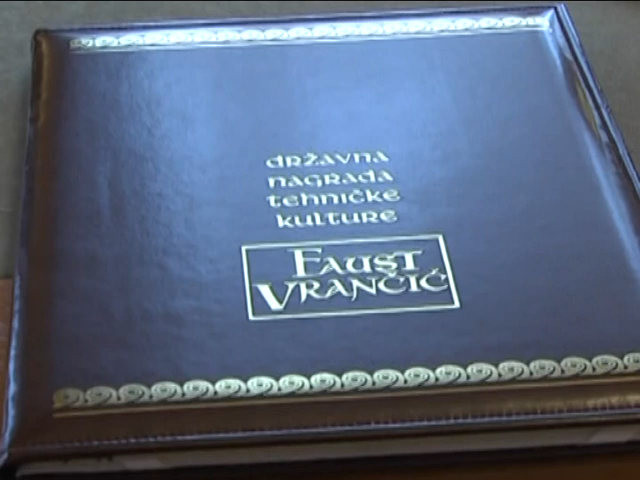 državna
nagrada
tehničke
kulture
Faust
Vrančić